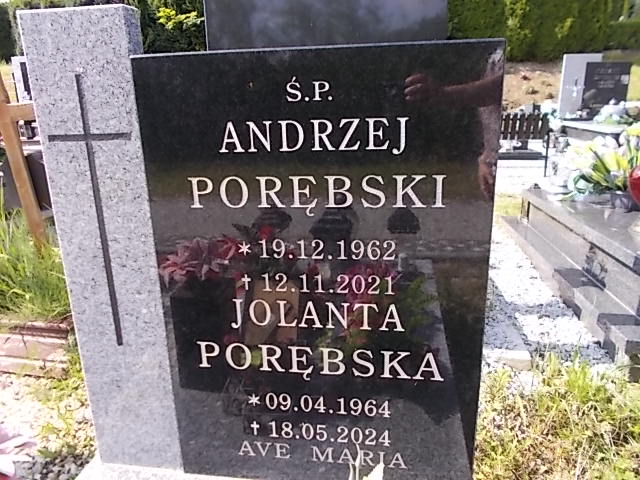 Ś.P.
ANDRZEJ
PORĘBSKI
* 19.12.1962
† 12.11.2021
JOLANTA
PORĘBSKA
* 09.04.1964
† 18.05.2024
AVE MARIA